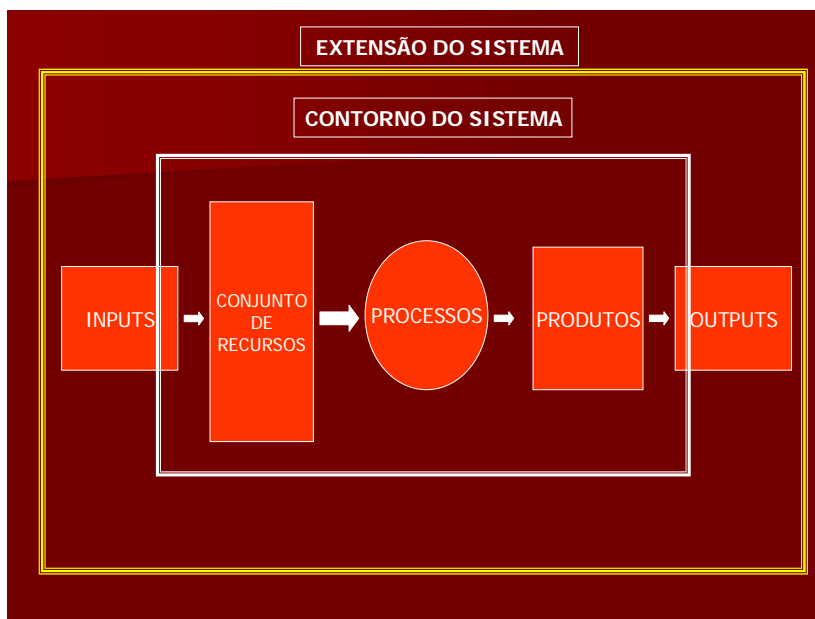 EXTENSÃO DO SISTEMA
CONTORNO DO SISTEMA
INPUTS
CONJUNTO
DE
RECURSOS
PROCESSOS
PRODUTOS
OUTPUTS